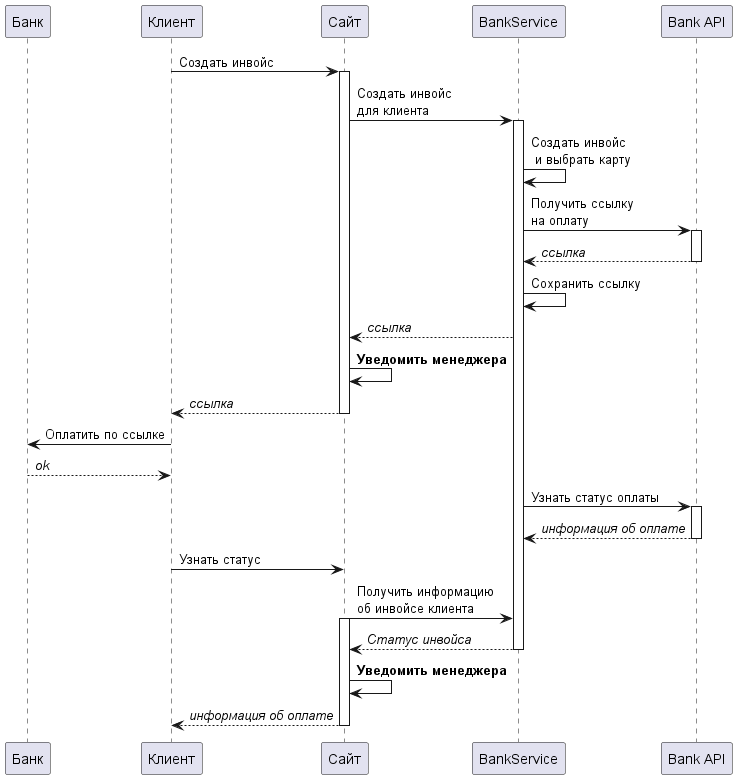 Банк Клиент Сайт BankService Bank API
Создать инвойс
Создать инвойс
для клиента
Создать инвойс
и выбрать карту
Получить ссылку
на оплату
ссылка
Сохранить ссылку
ссылка
Уведомить менеджера
ссылка
Оплатить по ссылке
ok
Узнать статус оплаты
информация об оплате
Узнать статус
Получить информацию
об инвойсе клиента
Статус инвойса
Уведомить менеджера
информация об оплате
Банк Клиент Сайт BankService Bank API